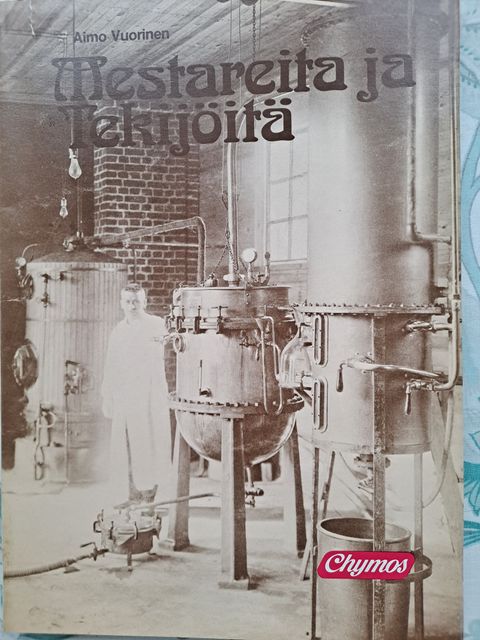 Aimo Vuorinen
Mestareita ja
Tekijöitä
Chymos